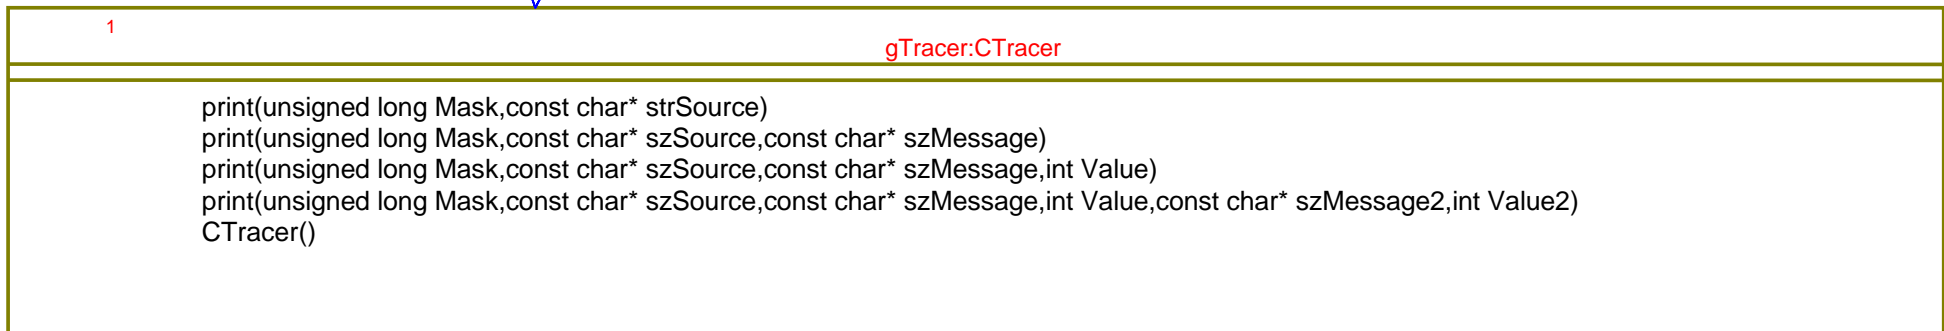 1
gTracer:CTracer
print(unsigned long Mask,const char* strSource)
print(unsigned long Mask,const char* szSource,const char* szMessage)
print(unsigned long Mask,const char* szSource,const char* szMessage,int Value)
print(unsigned long Mask,const char* szSource,const char* szMessage,int Value,const char* szMessage2,int Value2)
CTracer()